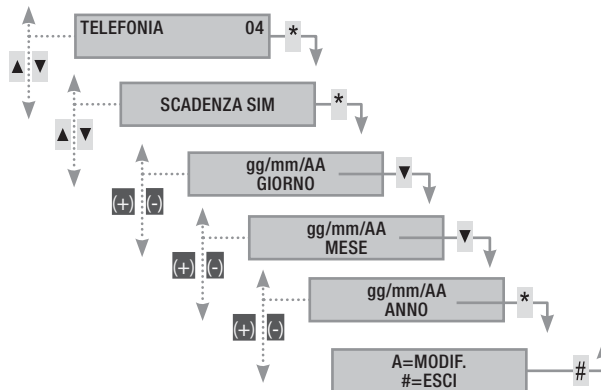 TELEFONIA 04 *
▲ ▼
SCADENZA SIM *
▲ ▼
gg/mm/AA ▼
GIORNO
(+) (-)
gg/mm/AA ▼
MESE
(+) (-)
gg/mm/AA *
ANNO
(+) (-)
A=MODIF.
#=ESCI #